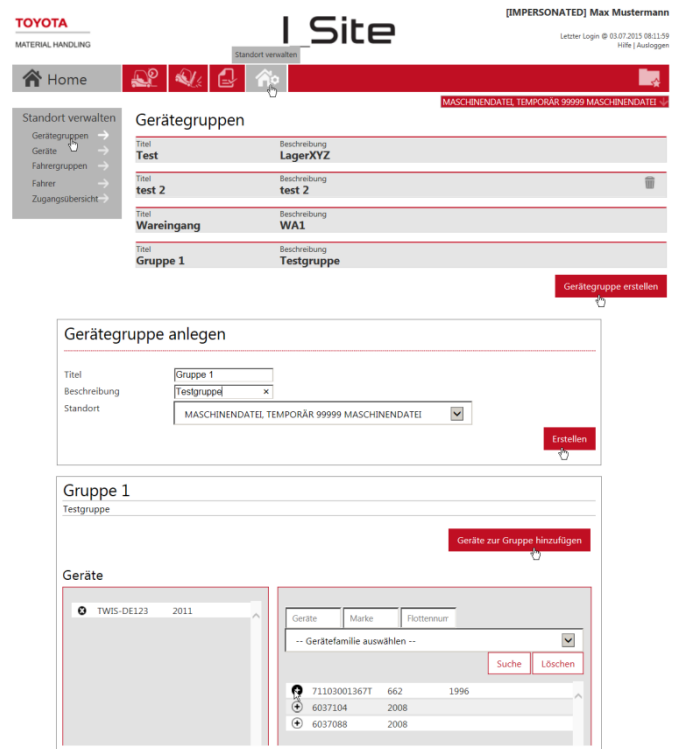 TOYOTA
MATERIAL HANDLING
I_Site
[IMPERSONATED] Max Mustermann
Letzter Login @ 03.07.2015 08:11:59
Hilfe | Ausloggen
Standort verwalten
Home
MASCHINENDATEI, TEMPORÄR 99999 MASCHINENDATEI
Standort verwalten
Gerätegruppen
Geräte
Fahrergruppen
Fahrer
Zugangsübersicht
Gerätegruppen
Titel Beschreibung
Test LagerXYZ
Titel Beschreibung
test 2 test 2
Titel Beschreibung
Wareingang WA1
Titel Beschreibung
Gruppe 1 Testgruppe
Gerätegruppe erstellen
Gerätegruppe anlegen
Titel Gruppe 1
Beschreibung Testgruppe ×
Standort MASCHINENDATEI, TEMPORÄR 99999 MASCHINENDATEI
Erstellen
Gruppe 1
Testgruppe
Geräte zur Gruppe hinzufügen
Geräte
TWIS-DE123 2011
Geräte Marke Flottennurr
-- Gerätefamilie auswählen --
Suche Löschen
71103001367T 662 1996
6037104 2008
6037088 2008